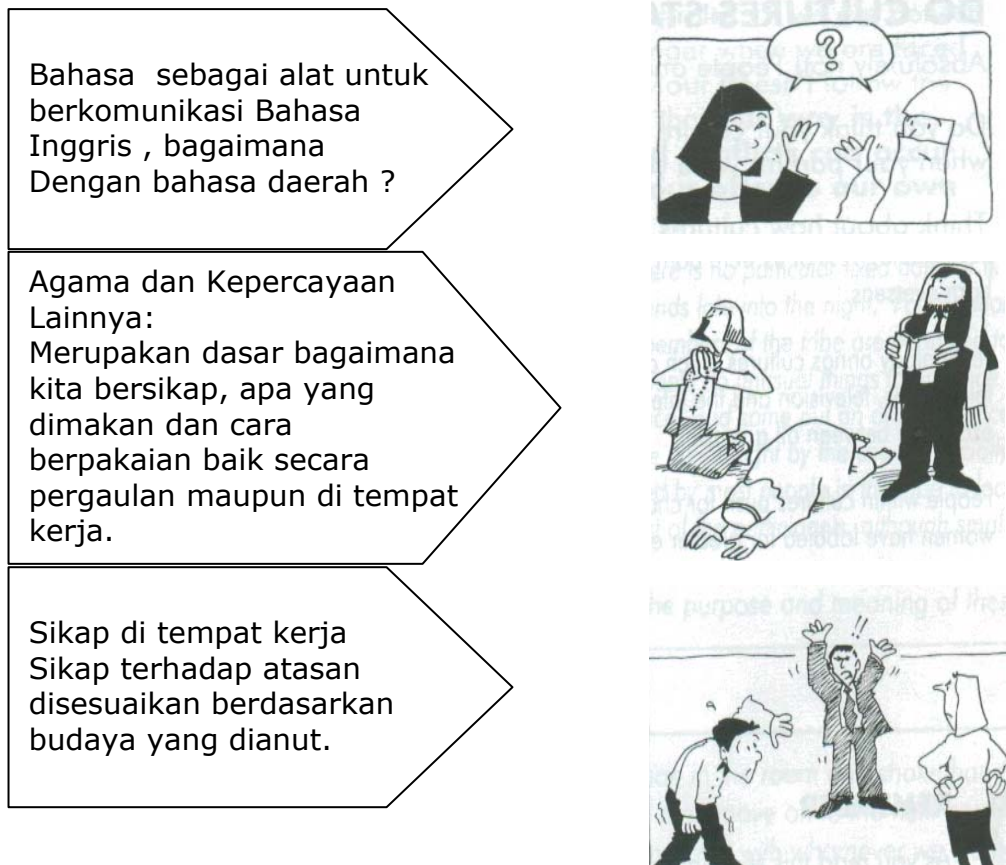 Bahasa  sebagai alat untuk
berkomunikasi Bahasa
Inggris , bagaimana
Dengan bahasa daerah ?
Agama dan Kepercayaan
Lainnya:
Merupakan dasar bagaimana
kita bersikap, apa yang
dimakan dan cara
berpakaian baik secara
pergaulan maupun di tempat
kerja.
Sikap di tempat kerja
Sikap terhadap atasan
disesuaikan berdasarkan
budaya yang dianut.
?
!!